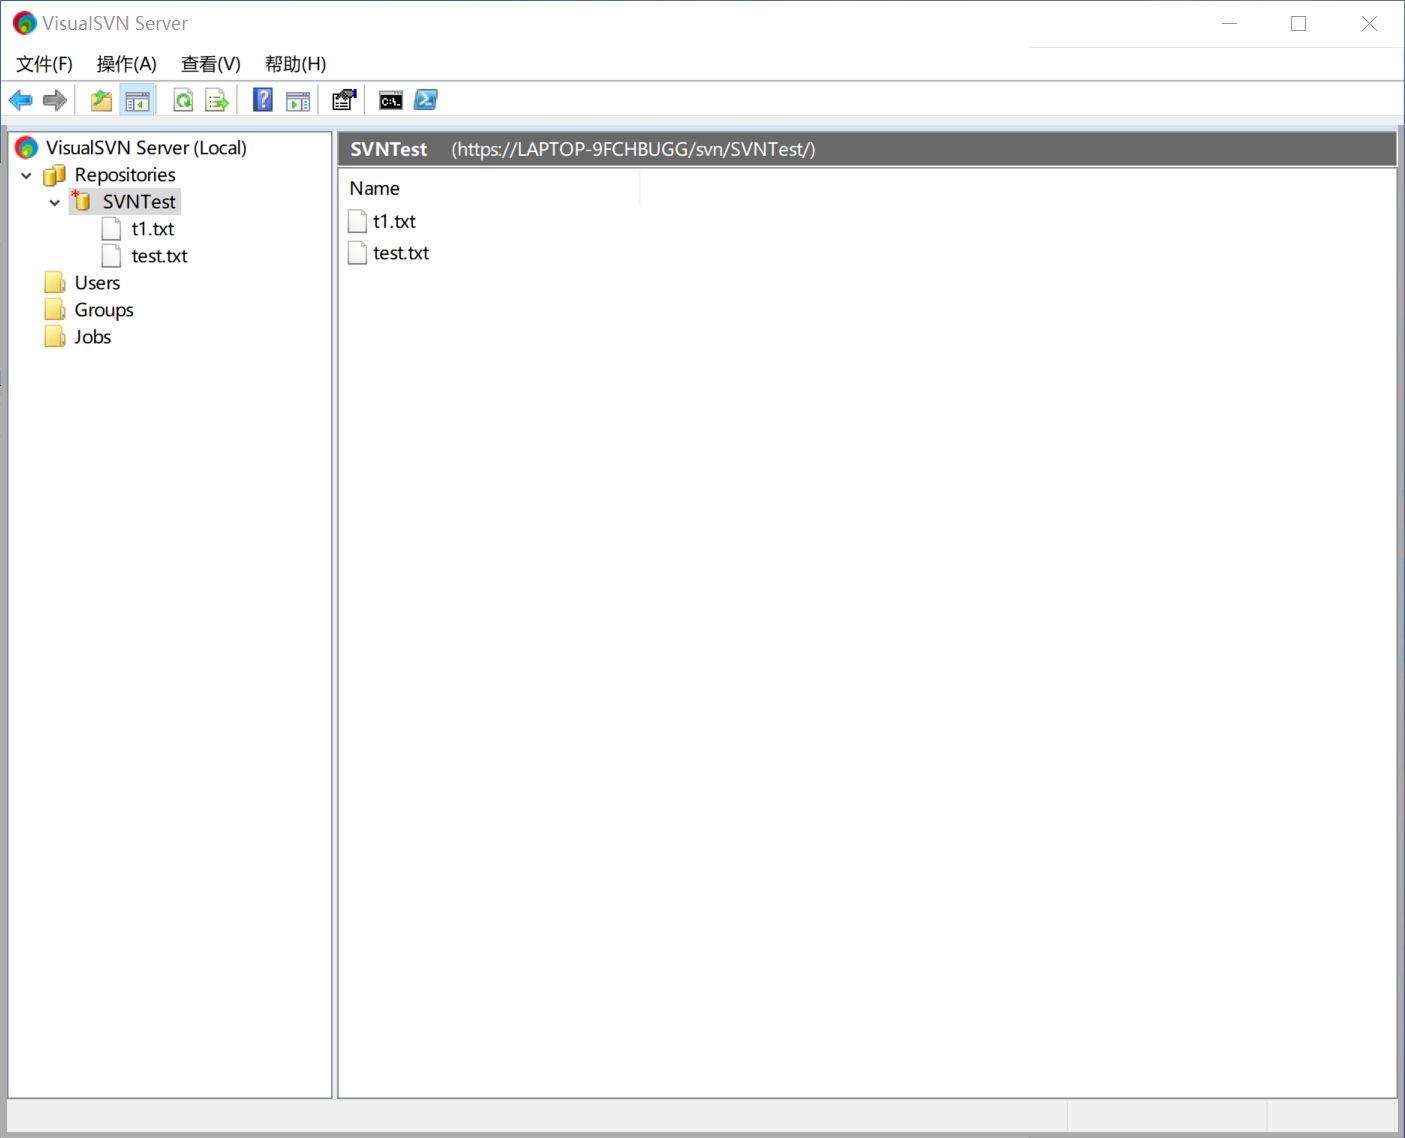 VisualSVN Server
文件(F) 操作(A) 查看(V) 帮助(H)
C:\.
VisualSVN Server (Local)
Repositories
SVNTest
t1.txt
test.txt
Users
Groups
Jobs
SVNTest (https://LAPTOP-9FCHBUGG/svn/SVNTest/)
Name
t1.txt
test.txt